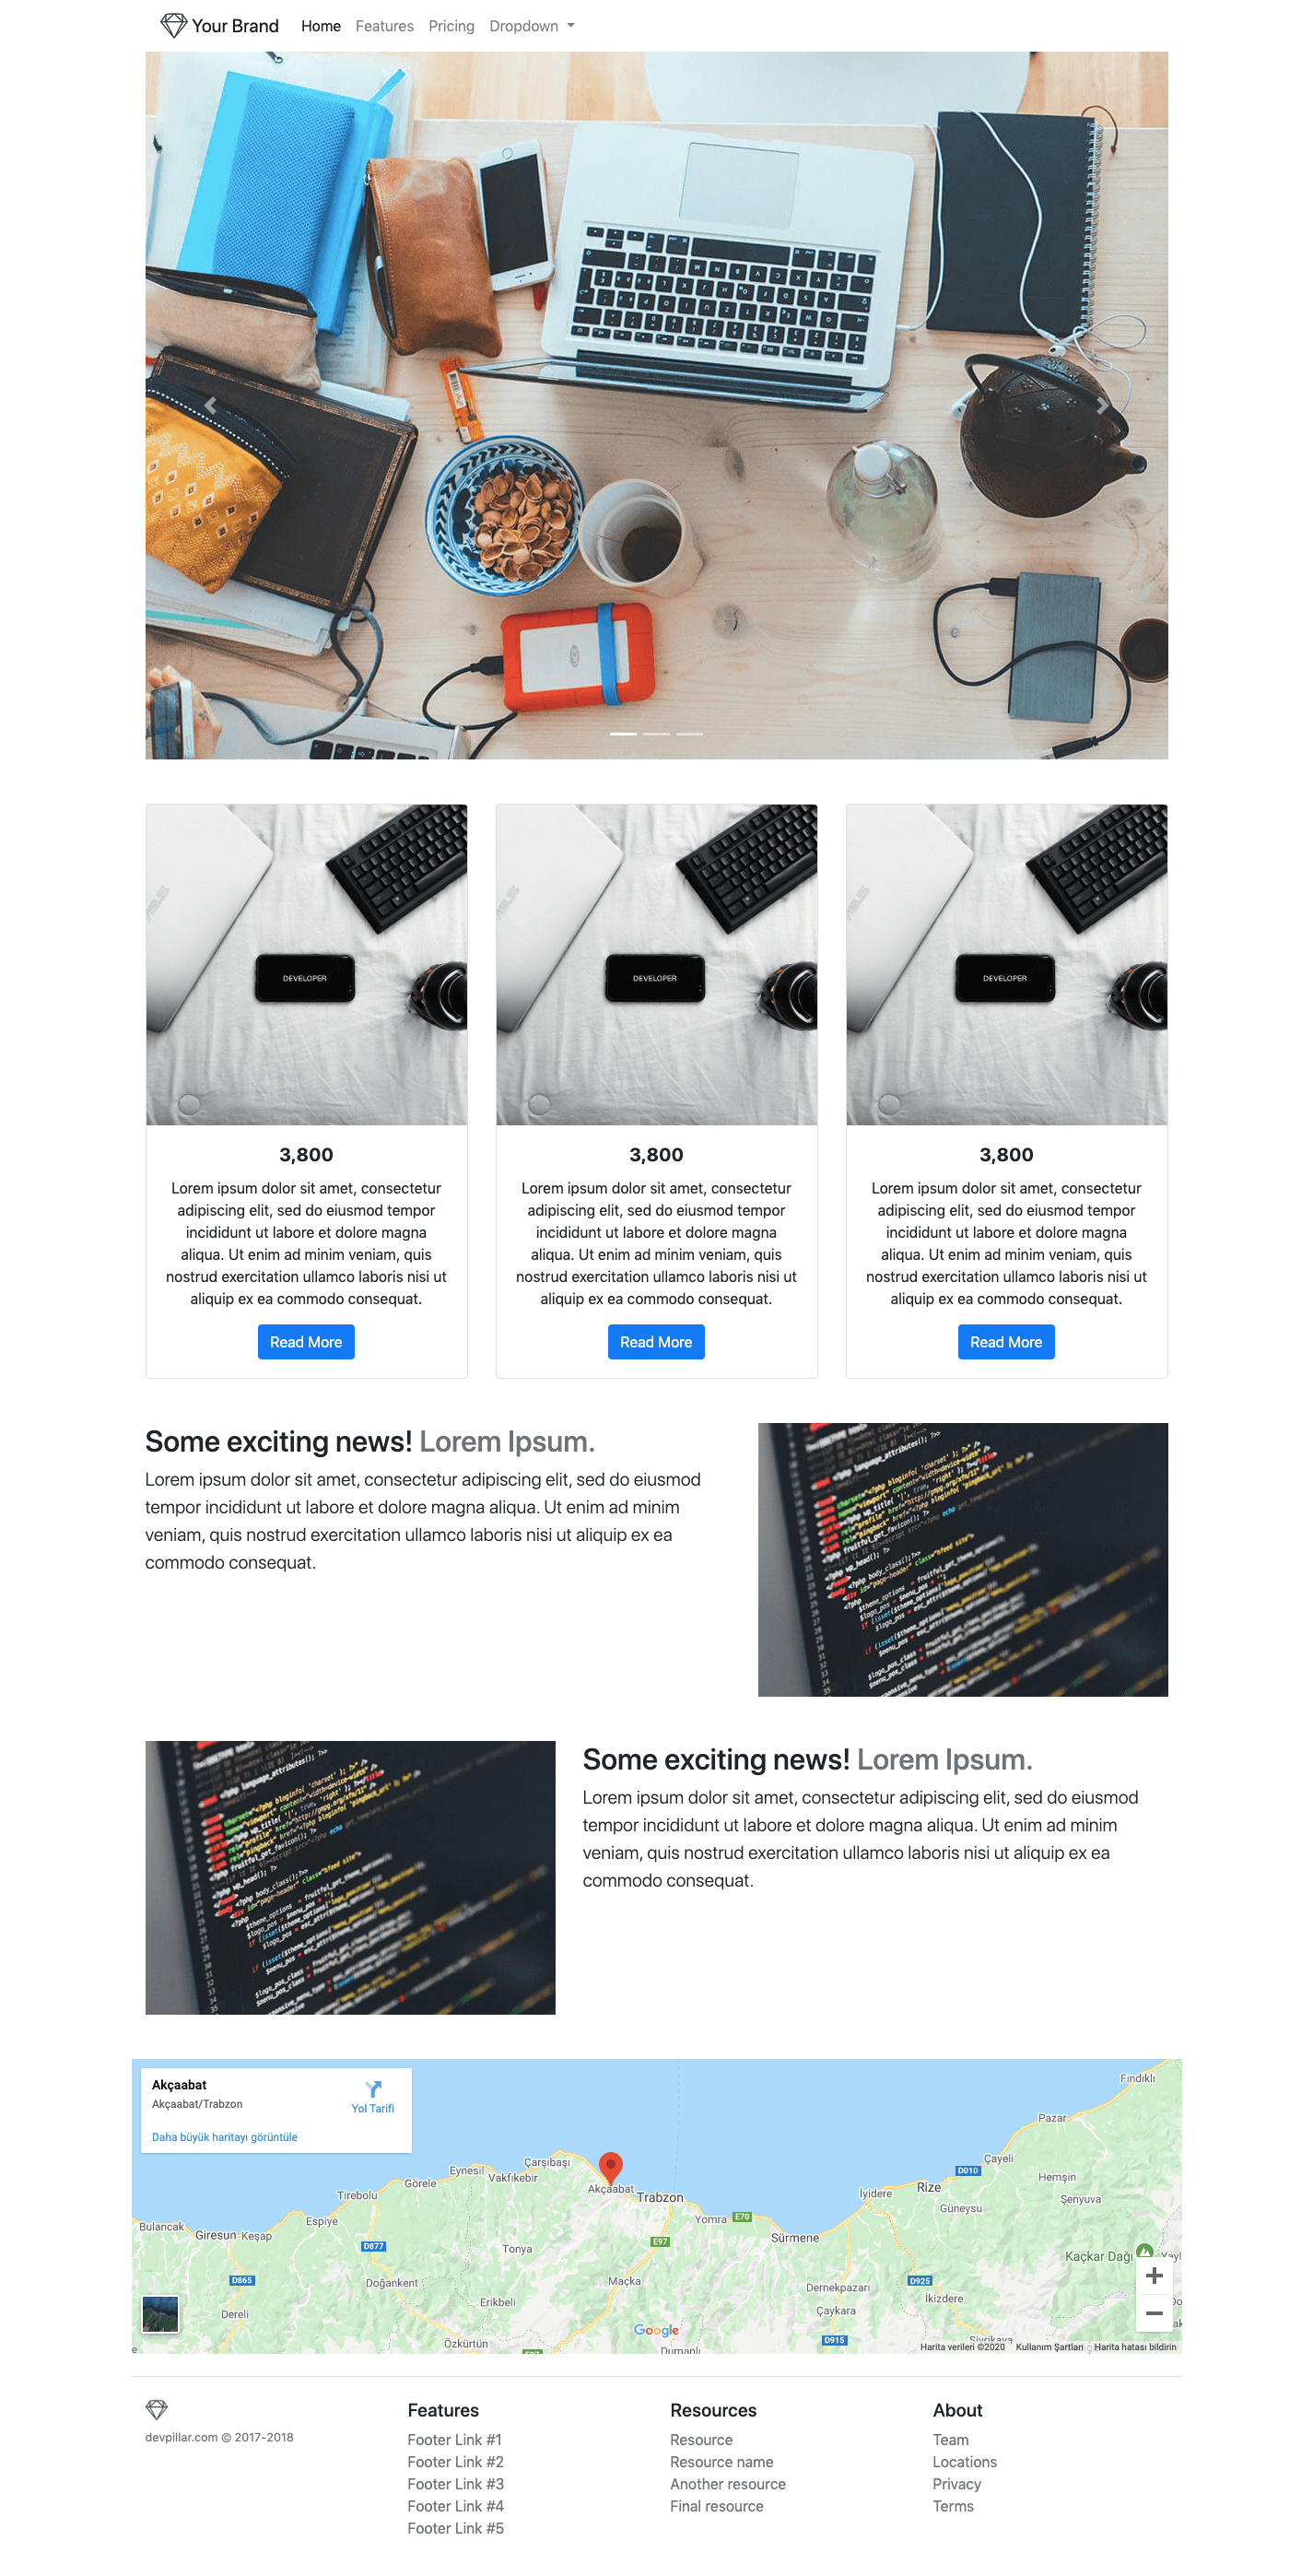 Your Brand Home Features Pricing Dropdown
DEVELOPER DEVELOPER DEVELOPER
3,800
Lorem ipsum dolor sit amet, consectetur
adipiscing elit, sed do eiusmod tempor
incididunt ut labore et dolore magna
aliqua. Ut enim ad minim veniam, quis
nostrud exercitation ullamco laboris nisi ut
aliquip ex ea commodo consequat.
Read More
3,800
Lorem ipsum dolor sit amet, consectetur
adipiscing elit, sed do eiusmod tempor
incididunt ut labore et dolore magna
aliqua. Ut enim ad minim veniam, quis
nostrud exercitation ullamco laboris nisi ut
aliquip ex ea commodo consequat.
Read More
3,800
Lorem ipsum dolor sit amet, consectetur
adipiscing elit, sed do eiusmod tempor
incididunt ut labore et dolore magna
aliqua. Ut enim ad minim veniam, quis
nostrud exercitation ullamco laboris nisi ut
aliquip ex ea commodo consequat.
Read More
Some exciting news! Lorem Ipsum.
Lorem ipsum dolor sit amet, consectetur adipiscing elit, sed do eiusmod
tempor incididunt ut labore et dolore magna aliqua. Ut enim ad minim
veniam, quis nostrud exercitation ullamco laboris nisi ut aliquip ex ea
commodo consequat.
Some exciting news! Lorem Ipsum.
Lorem ipsum dolor sit amet, consectetur adipiscing elit, sed do eiusmod
tempor incididunt ut labore et dolore magna aliqua. Ut enim ad minim
veniam, quis nostrud exercitation ullamco laboris nisi ut aliquip ex ea
commodo consequat.
Akçaabat
Akçaabat/Trabzon
Yol Tarifi
Daha büyük haritayı görüntüle
Fındıklı
Pazar
Çarşıbaşı
Çayeli
Eynesil
Vakfıkebir
D010
Hemşin
Görele
Akçaabat
Rize
Tirebolu
Trabzon
İyidere
Şenyuva
Güneysu
Espiye
Yomra
E70
Bulancak
Giresun
Keşap
Sürmene
D877
Tonya
E97
Kaçkar Dağı
D865
Doğankent
Maçka
D925
Dernekpazarı
Erikbeli
İkizdere
Dereli
Çaykara
Google
D915
Özkürtün
Harita verileri ©2020 Kullanım Şartları Harita hatası bildirin
devpillar.com © 2017-2018
Features
Footer Link #1
Footer Link #2
Footer Link #3
Footer Link #4
Footer Link #5
Resources
Resource
Resource name
Another resource
Final resource
About
Team
Locations
Privacy
Terms